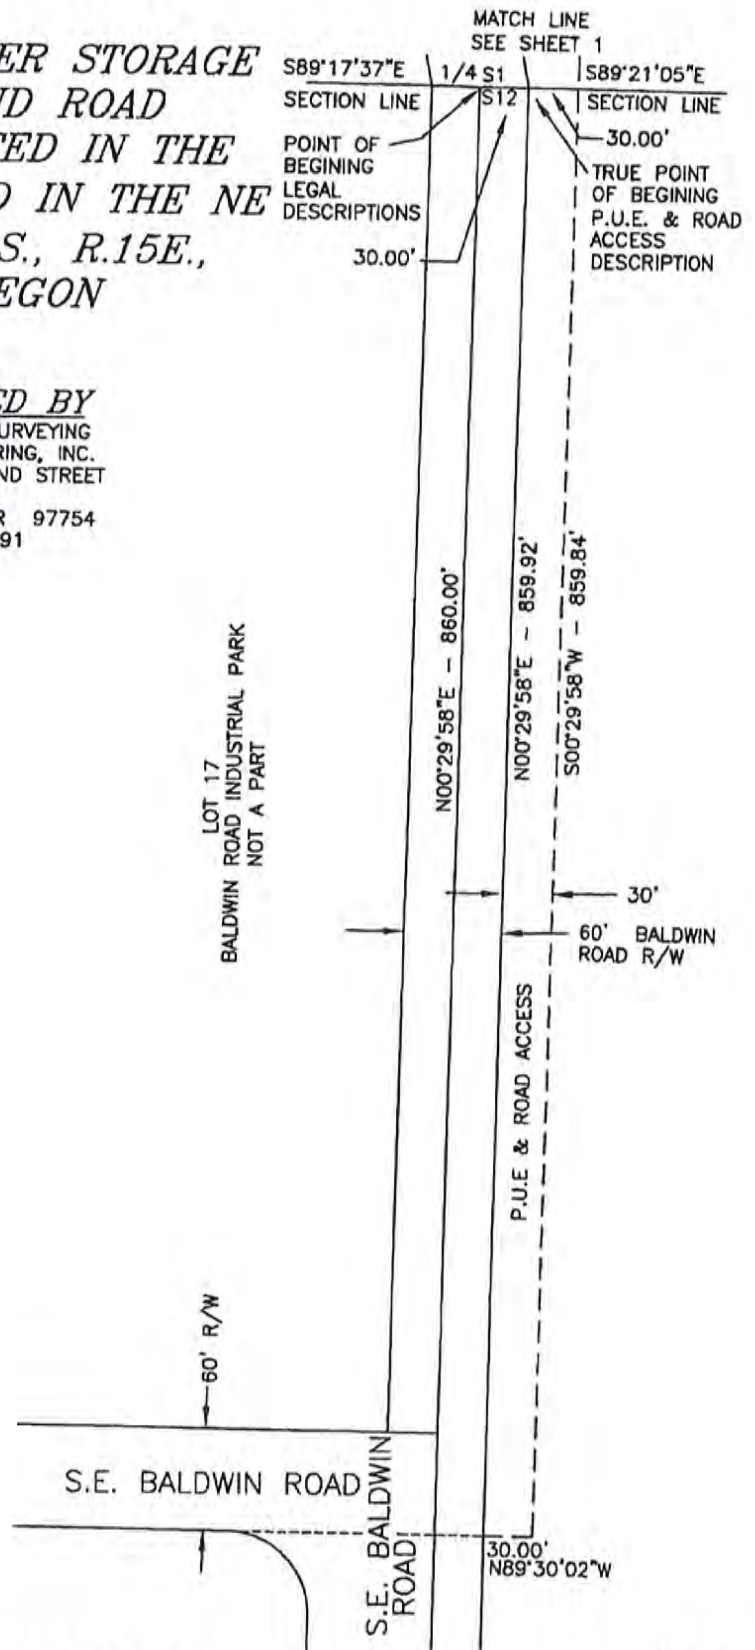 MATCH LINE
SEE SHEET 1
ER STORAGE
ND ROAD
TED IN THE
D IN THE NE
S., R.15E.,
EGON
S89°17'37"E
SECTION LINE
1/4 S1
S12
S89°21'05"E
SECTION LINE
POINT OF
BEGINING
LEGAL
DESCRIPTIONS
30.00'
30.00'
TRUE POINT
OF BEGINING
P.U.E. & ROAD
ACCESS
DESCRIPTION
ED BY
URVEYING
RING, INC.
ND STREET
R 97754
91
N00°29'58"E - 860.00'
N00°29'58"E - 859.92'
S00°29'58"W - 859.84'
LOT 17
BALDWIN ROAD INDUSTRIAL PARK
NOT A PART
30'
60' BALDWIN
ROAD R/W
P.U.E & ROAD ACCESS
60' R/W
S.E. BALDWIN ROAD
S.E. BALDWIN
ROAD
30.00'
N89°30'02"W